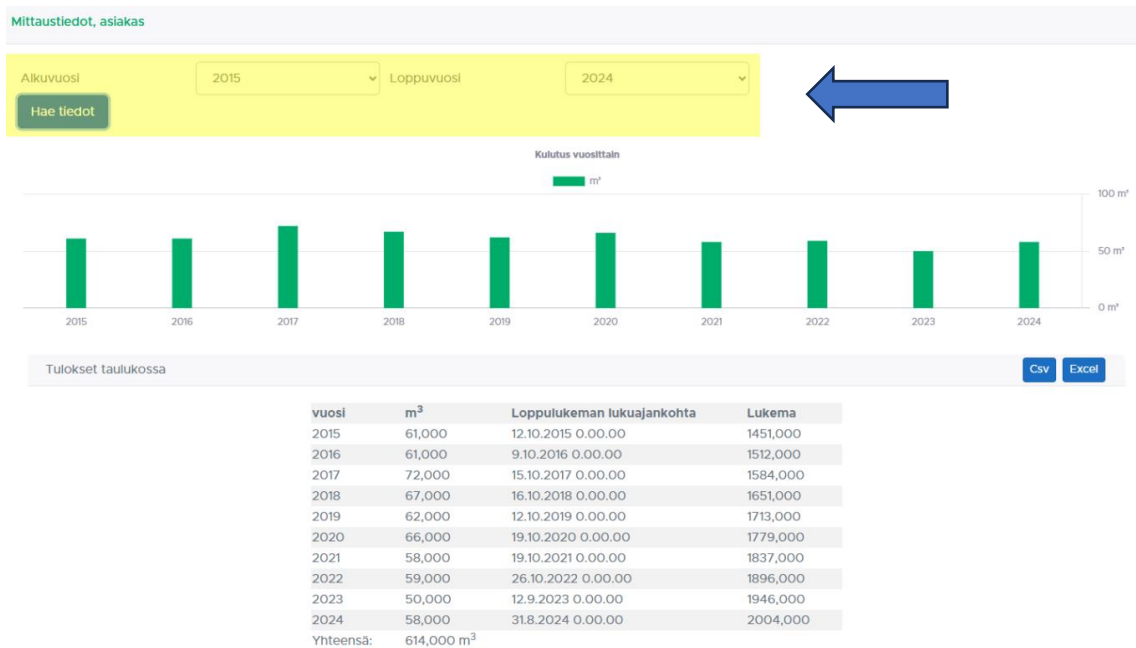 Mittaustiedot, asiakas
Alkuvuosi 2015 Loppuvuosi 2024
Hae tiedot
Kulutus vuosittain
m³
100 m³
50 m³
0 m³
2015 2016 2017 2018 2019 2020 2021 2022 2023 2024
Tulokset taulukossa Csv Excel
vuosi m³ Loppulukeman lukuajankohta Lukema
2015 61,000 12.10.2015 0.00.00 1451,000
2016 61,000 9.10.2016 0.00.00 1512,000
2017 72,000 15.10.2017 0.00.00 1584,000
2018 67,000 16.10.2018 0.00.00 1651,000
2019 62,000 12.10.2019 0.00.00 1713,000
2020 66,000 19.10.2020 0.00.00 1779,000
2021 58,000 19.10.2021 0.00.00 1837,000
2022 59,000 26.10.2022 0.00.00 1896,000
2023 50,000 12.9.2023 0.00.00 1946,000
2024 58,000 31.8.2024 0.00.00 2004,000
Yhteensä: 614,000 m³